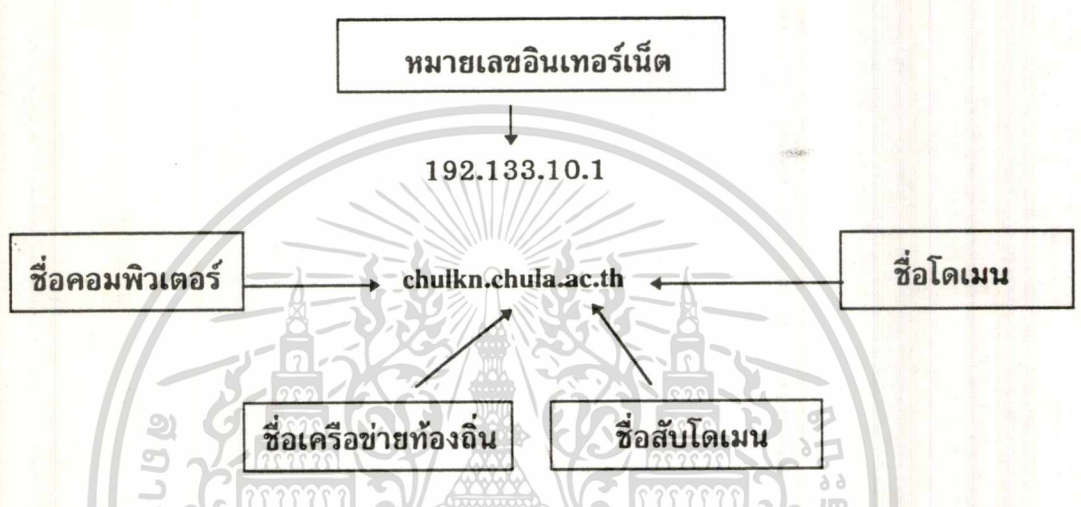 หมายเลขอินเทอร์เน็ต
192.133.10.1
ชื่อคอมพิวเตอร์
chulkn.chula.ac.th
ชื่อโดเมน
ชื่อเครือข่ายท้องถิ่น
ชื่อสับโดเมน